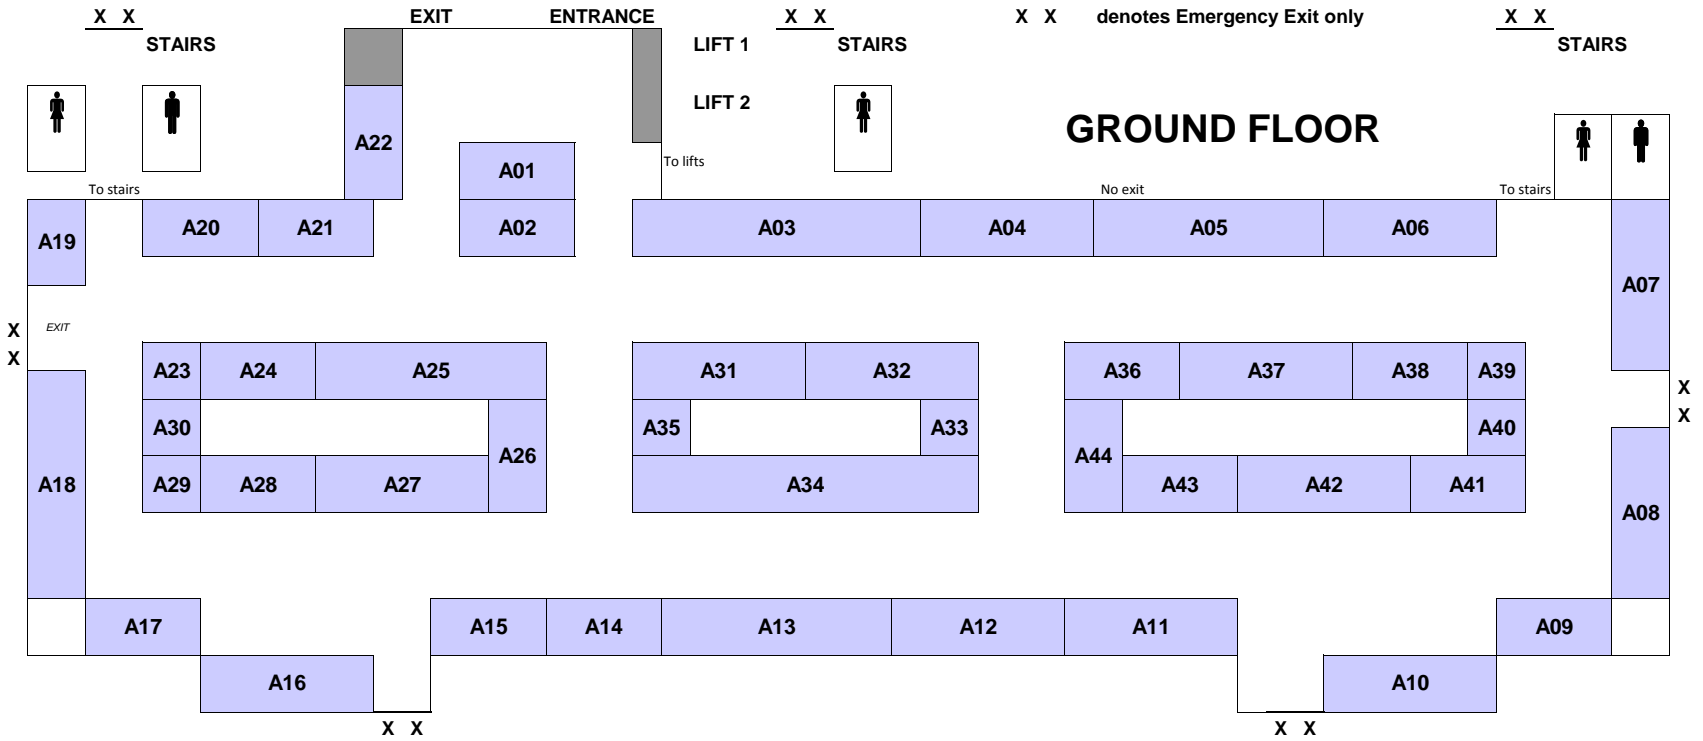 X X EXIT ENTRANCE X X X X denotes Emergency Exit only X X
STAIRS LIFT 1 STAIRS STAIRS
LIFT 2
GROUND FLOOR
A22
A01
To lifts
To stairs No exit To stairs
A19 A20 A21 A02 A03 A04 A05 A06
A07
X EXIT
X
A23 A24 A25 A31 A32 A36 A37 A38 A39
X
X
A30 A35 A33 A40
A26 A44
A18 A29 A28 A27 A34 A43 A42 A41
A08
A17 A15 A14 A13 A12 A11 A09
A16 A10
X X X X